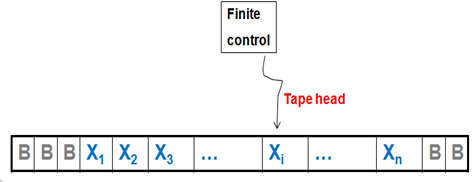 Finite
control
Tape head
B B B X₁ X₂ X₃ ... Xᵢ ... Xₙ B B